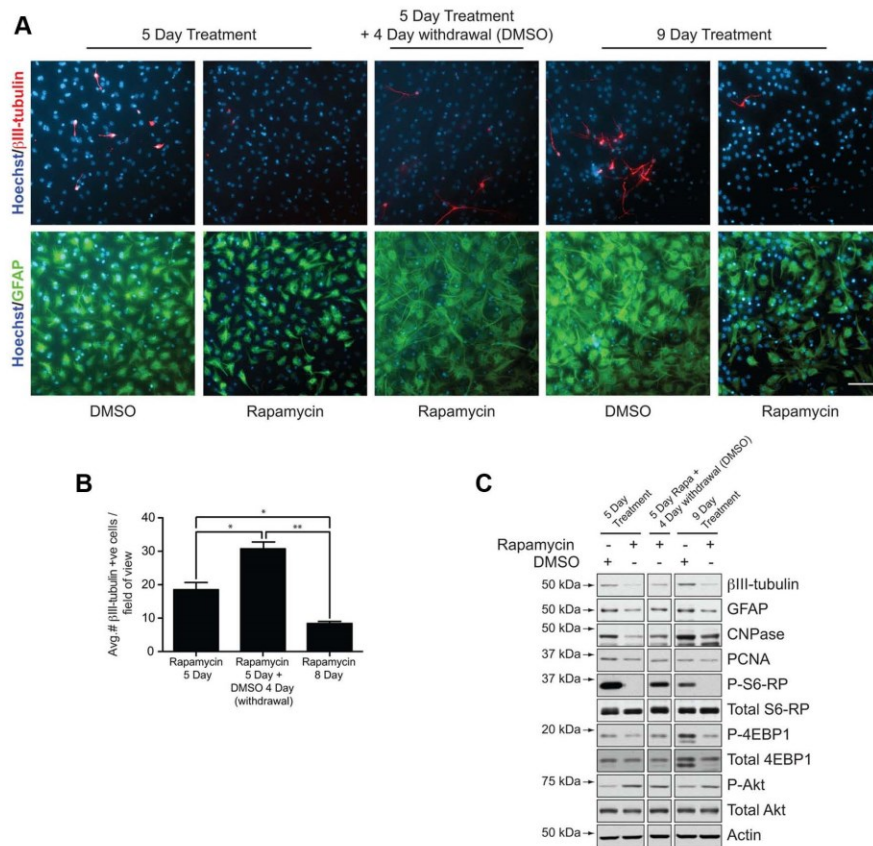 A
5 Day Treatment
5 Day Treatment
+ 4 Day withdrawal (DMSO)
9 Day Treatment
Hoechst/βIII-tubulin
Hoechst/GFAP
DMSO
Rapamycin
Rapamycin
DMSO
Rapamycin
B
Avg.# βIII-tubulin +ve cells /
field of view
40
30
20
10
0
*
*
**
Rapamycin
5 Day
Rapamycin
5 Day +
DMSO 4 Day
(withdrawal)
Rapamycin
8 Day
C
5 Day
Treatment
5 Day Rapa +
4 Day withdrawal (DMSO)
9 Day
Treatment
Rapamycin - + + - +
DMSO + - - + -
50 kDa βIII-tubulin
50 kDa GFAP
50 kDa CNPase
37 kDa PCNA
37 kDa P-S6-RP
Total S6-RP
20 kDa P-4EBP1
Total 4EBP1
75 kDa P-Akt
Total Akt
50 kDa Actin